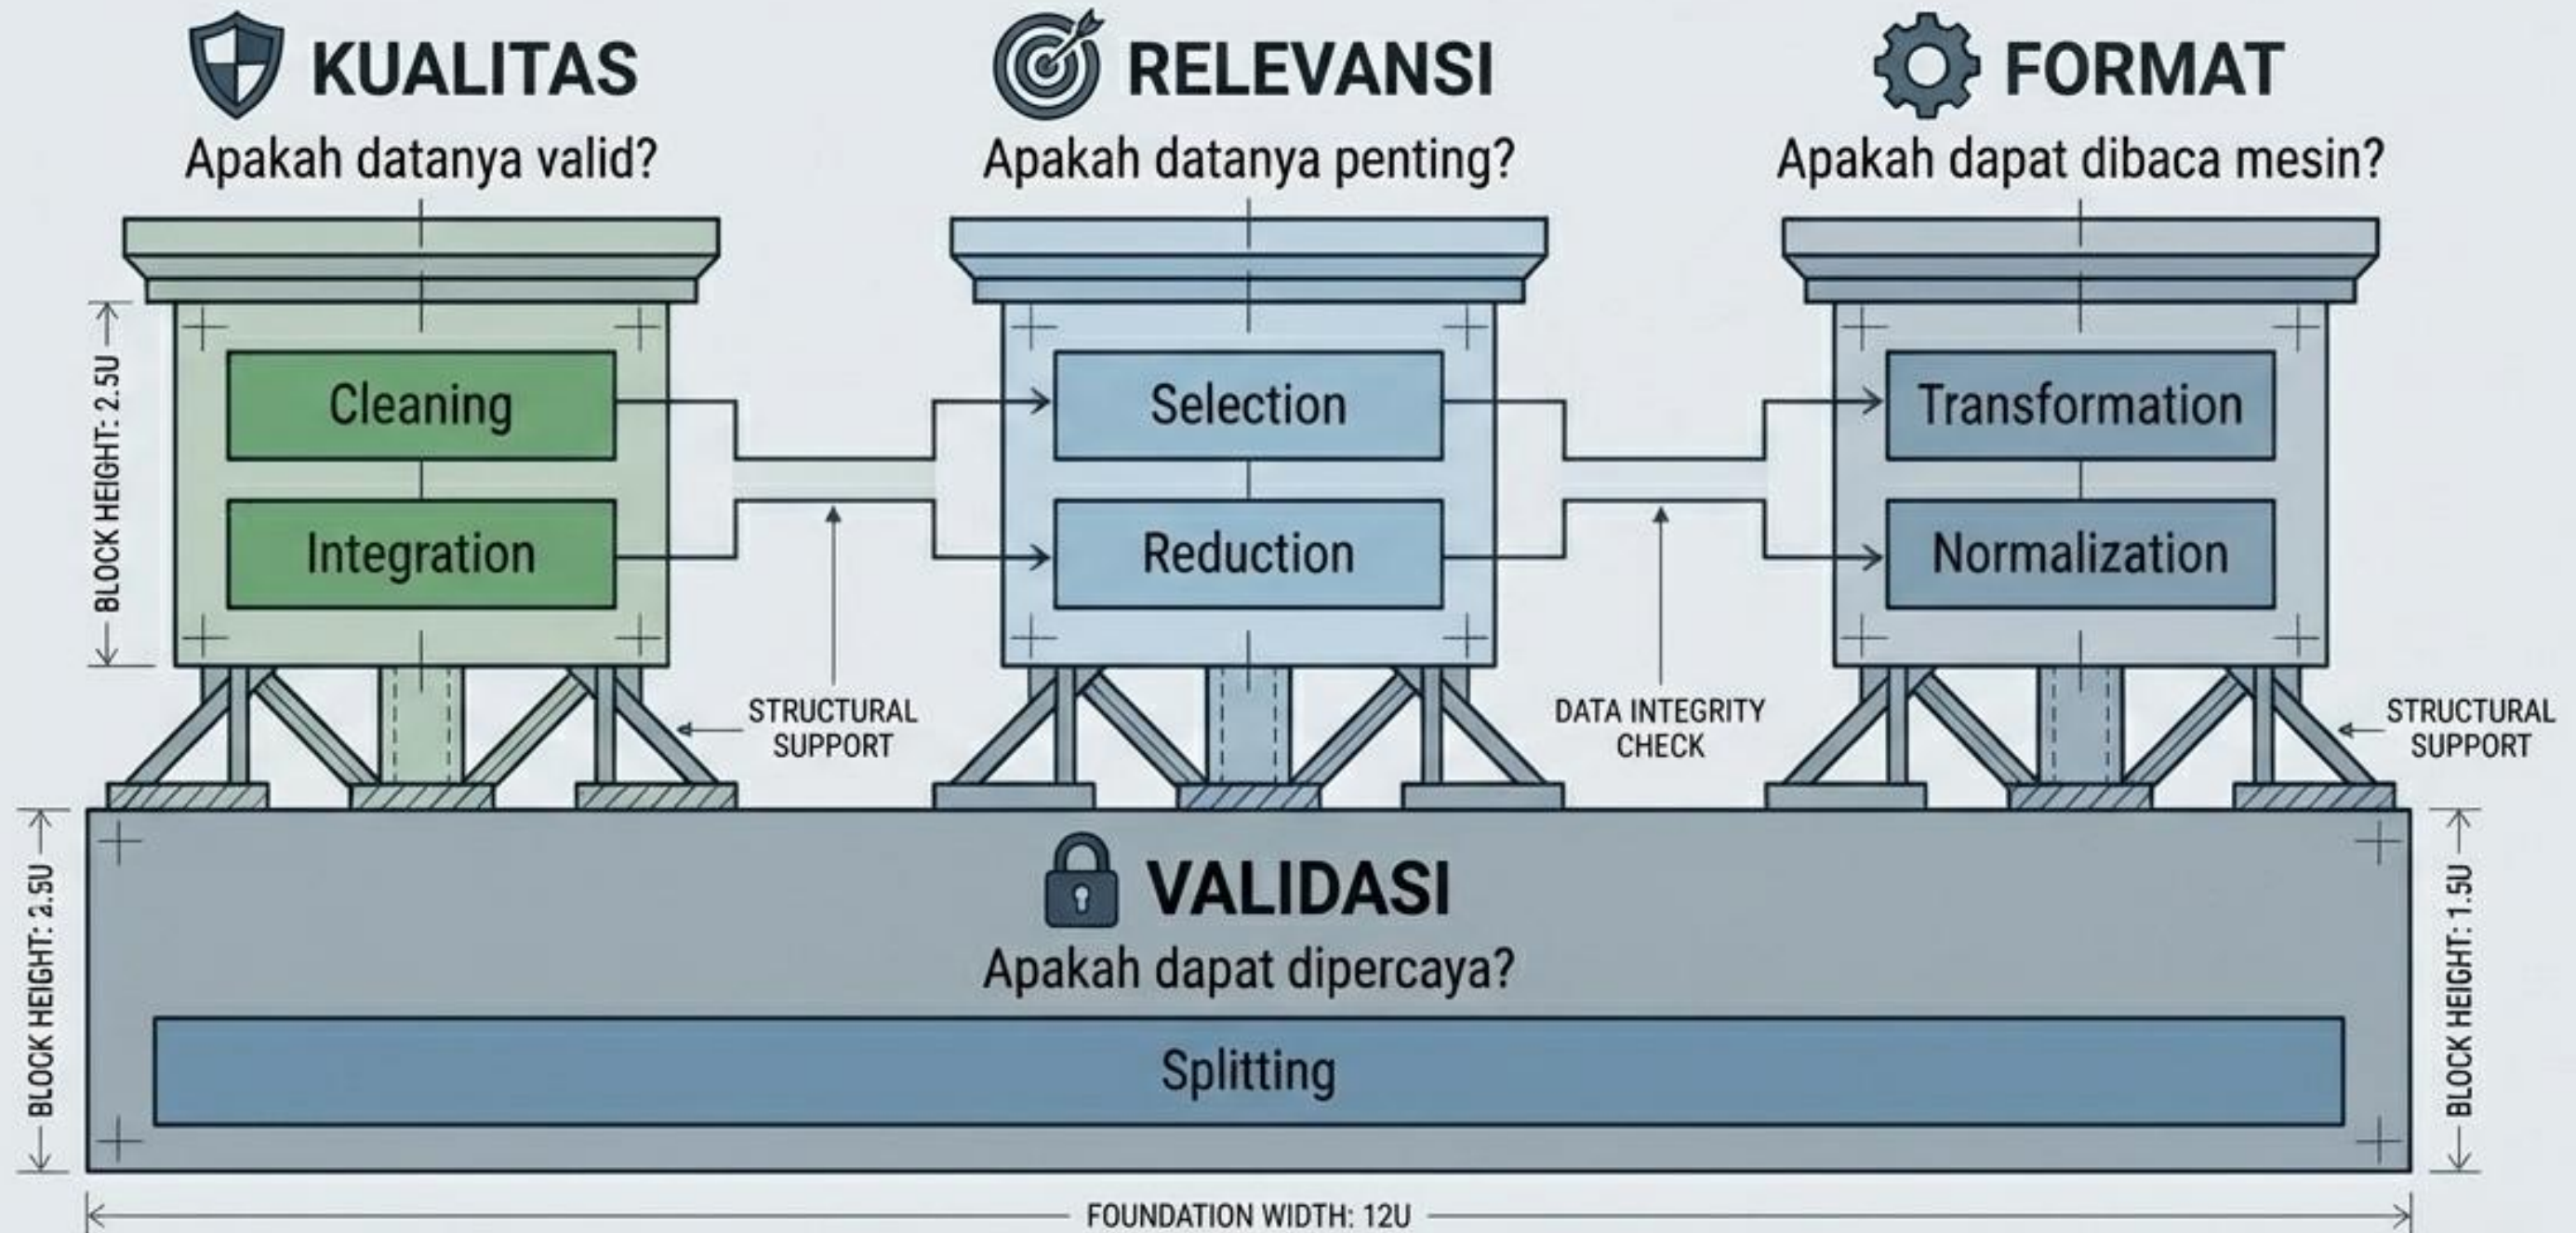 KUALITAS
Apakah datanya valid?
RELEVANSI
Apakah datanya penting?
FORMAT
Apakah dapat dibaca mesin?
BLOCK HEIGHT: 2.5U
Cleaning
Integration
Selection
Reduction
Transformation
Normalization
STRUCTURAL
SUPPORT
DATA INTEGRITY
CHECK
STRUCTURAL
SUPPORT
BLOCK HEIGHT: 2.5U
VALIDASI
Apakah dapat dipercaya?
Splitting
BLOCK HEIGHT: 1.5U
FOUNDATION WIDTH: 12U